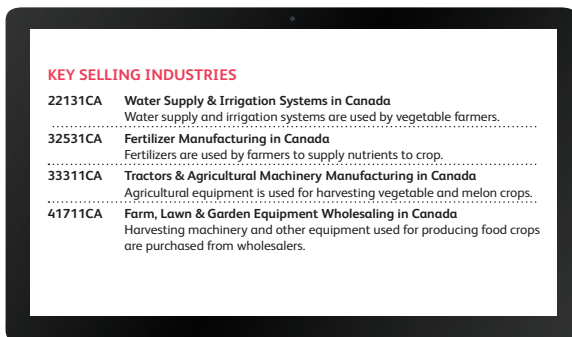 KEY SELLING INDUSTRIES
22131CA Water Supply & Irrigation Systems in Canada
Water supply and irrigation systems are used by vegetable farmers.
32531CA Fertilizer Manufacturing in Canada
Fertilizers are used by farmers to supply nutrients to crop.
33311CA Tractors & Agricultural Machinery Manufacturing in Canada
Agricultural equipment is used for harvesting vegetable and melon crops.
41711CA Farm, Lawn & Garden Equipment Wholesaling in Canada
Harvesting machinery and other equipment used for producing food crops
are purchased from wholesalers.